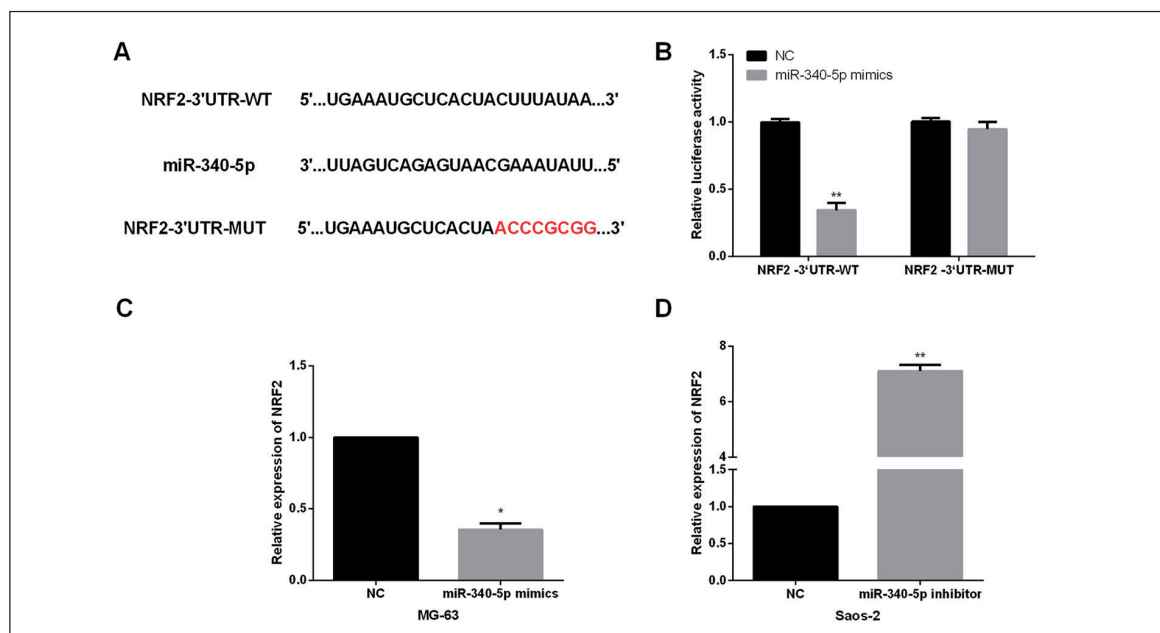 A
NRF2-3'UTR-WT 5'...UGAAAUGCUCACUACUUUAUAA...3'
miR-340-5p 3'...UUAGUCAGAGUAACGAAAUAUU...5'
NRF2-3'UTR-MUT 5'...UGAAAUGCUCACUAACCCGCGG...3'
B
NC
miR-340-5p mimics
Relative luciferase activity
1.5
1.0
0.5
0.0
**
NRF2 -3'UTR-WT NRF2 -3'UTR-MUT
C
Relative expression of NRF2
1.5
1.0
0.5
0.0
*
NC miR-340-5p mimics
MG-63
D
Relative expression of NRF2
8
6
4
1.5
1.0
0.5
0.0
**
NC miR-340-5p inhibitor
Saos-2